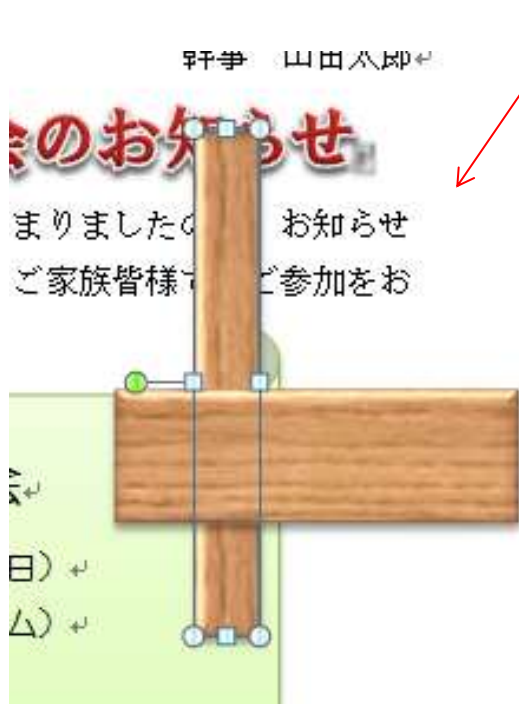 幹事　山田太郎
会のお知らせ
まりましたの　お知らせ
ご家族皆様で　ご参加をお
会
日）
ム）